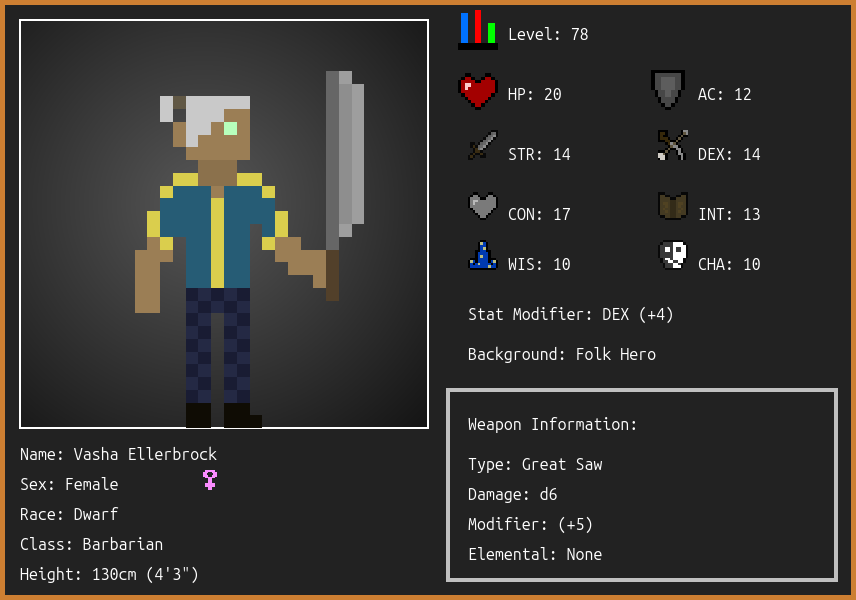 Level: 78
HP: 20
AC: 12
STR: 14
DEX: 14
CON: 17
INT: 13
WIS: 10
CHA: 10
Stat Modifier: DEX (+4)
Background: Folk Hero
Weapon Information:
Type: Great Saw
Damage: d6
Modifier: (+5)
Elemental: None
Name: Vasha Ellerbrock
Sex: Female
Race: Dwarf
Class: Barbarian
Height: 130cm (4'3")